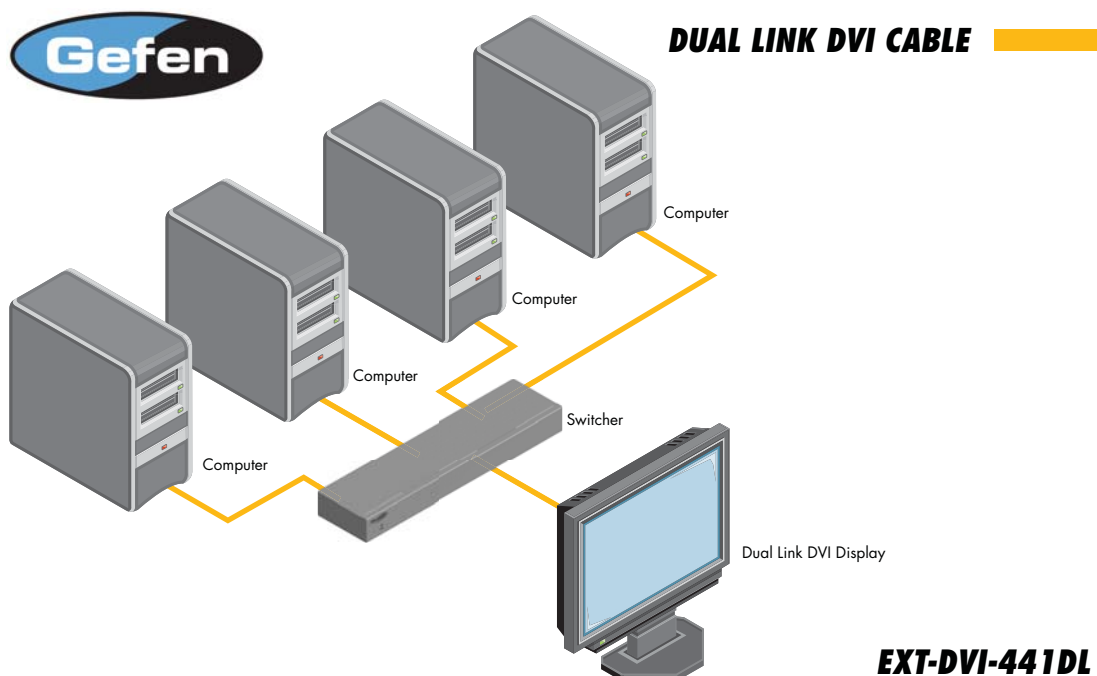 Gefen
DUAL LINK DVI CABLE
Computer
Computer
Computer
Switcher
Computer
Dual Link DVI Display
EXT-DVI-441DL